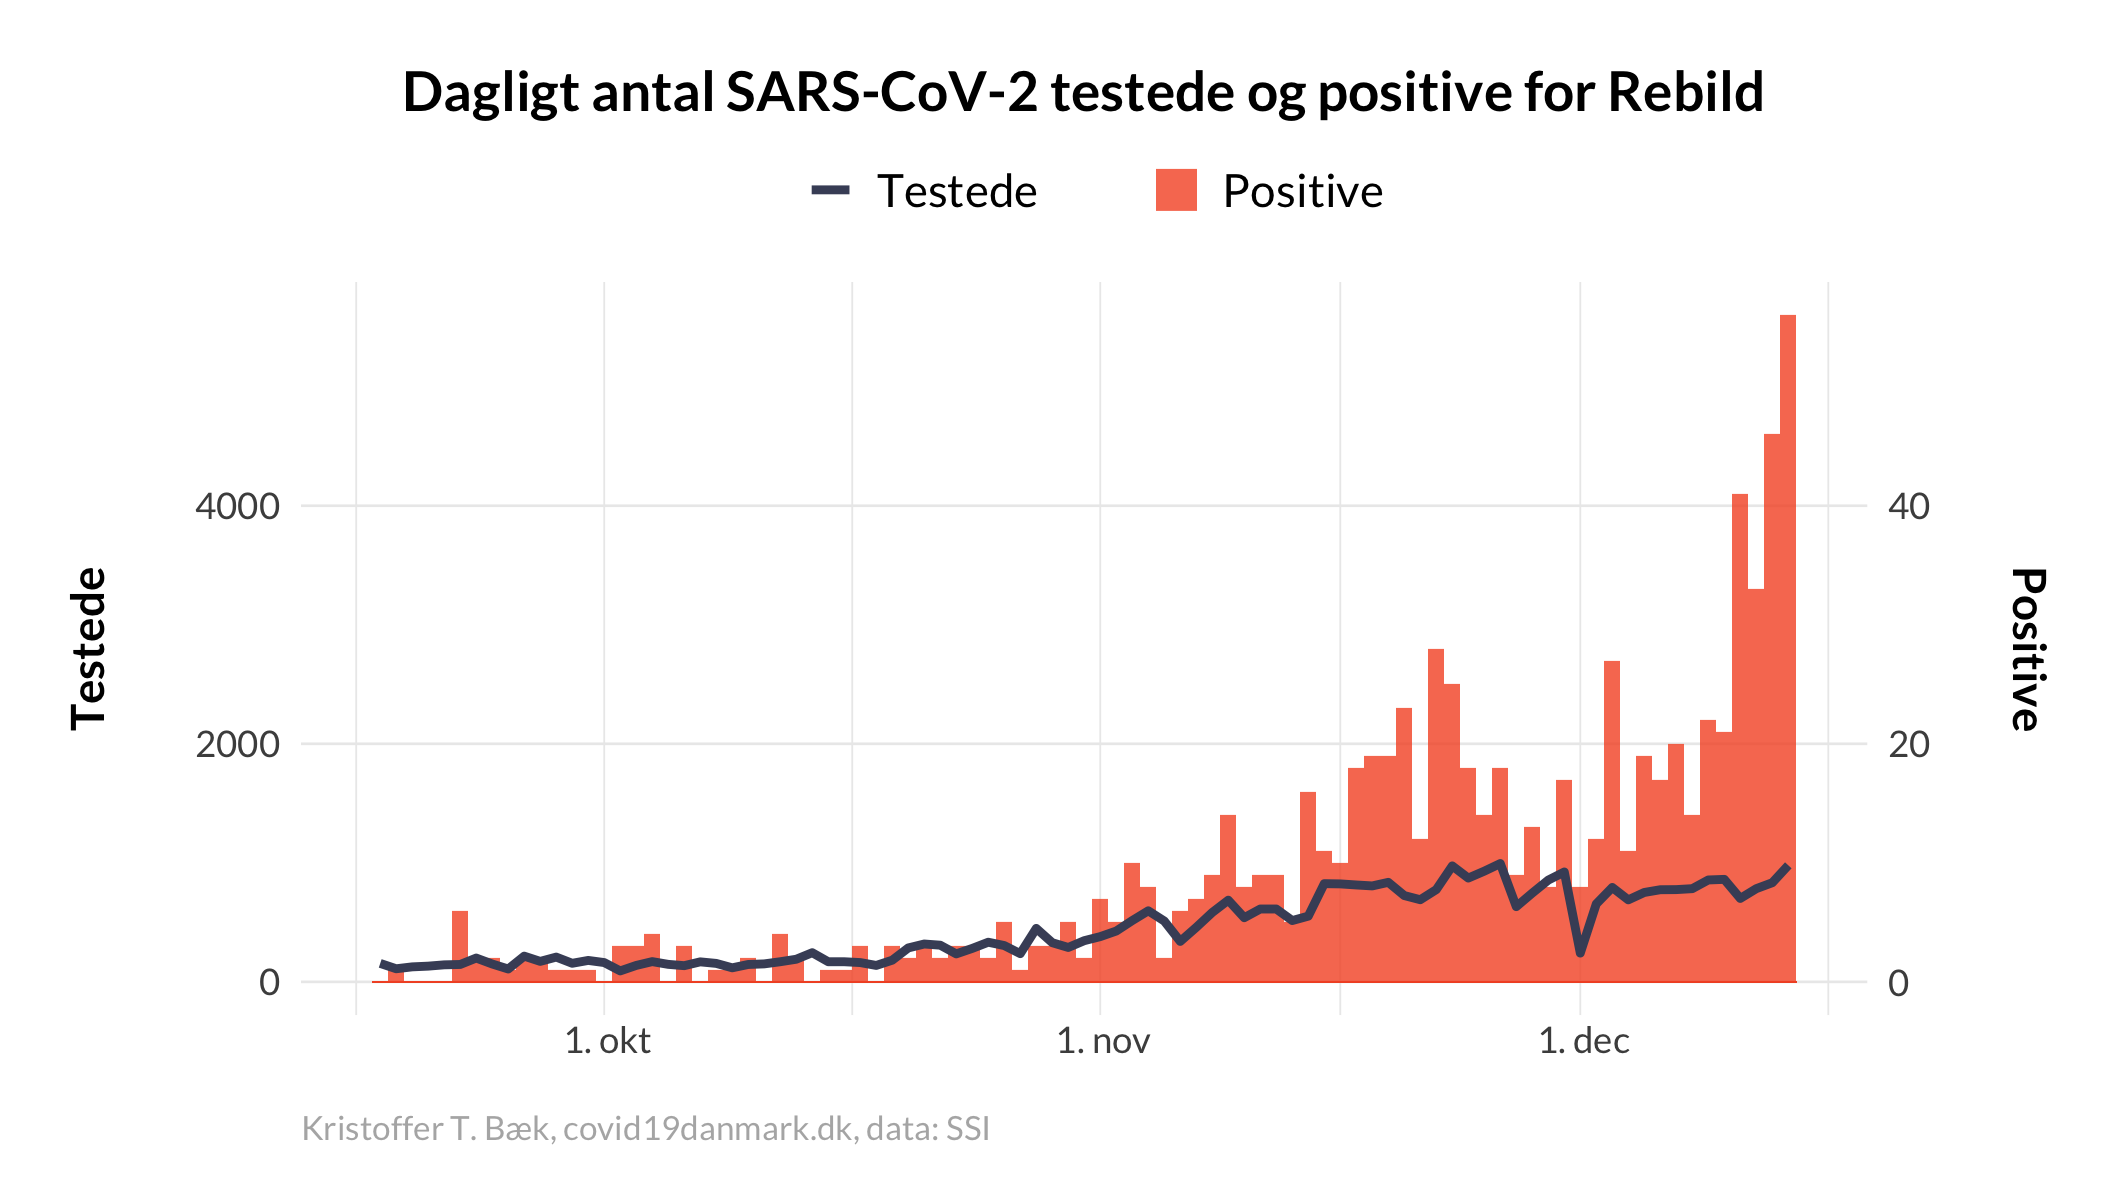 Dagligt antal SARS-CoV-2 testede og positive for Rebild
Testede
Positive
4000
2000
0
Testede
40
20
0
Positive
1. okt
1. nov
1. dec
Kristoffer T. Bæk, covid19danmark.dk, data: SSI